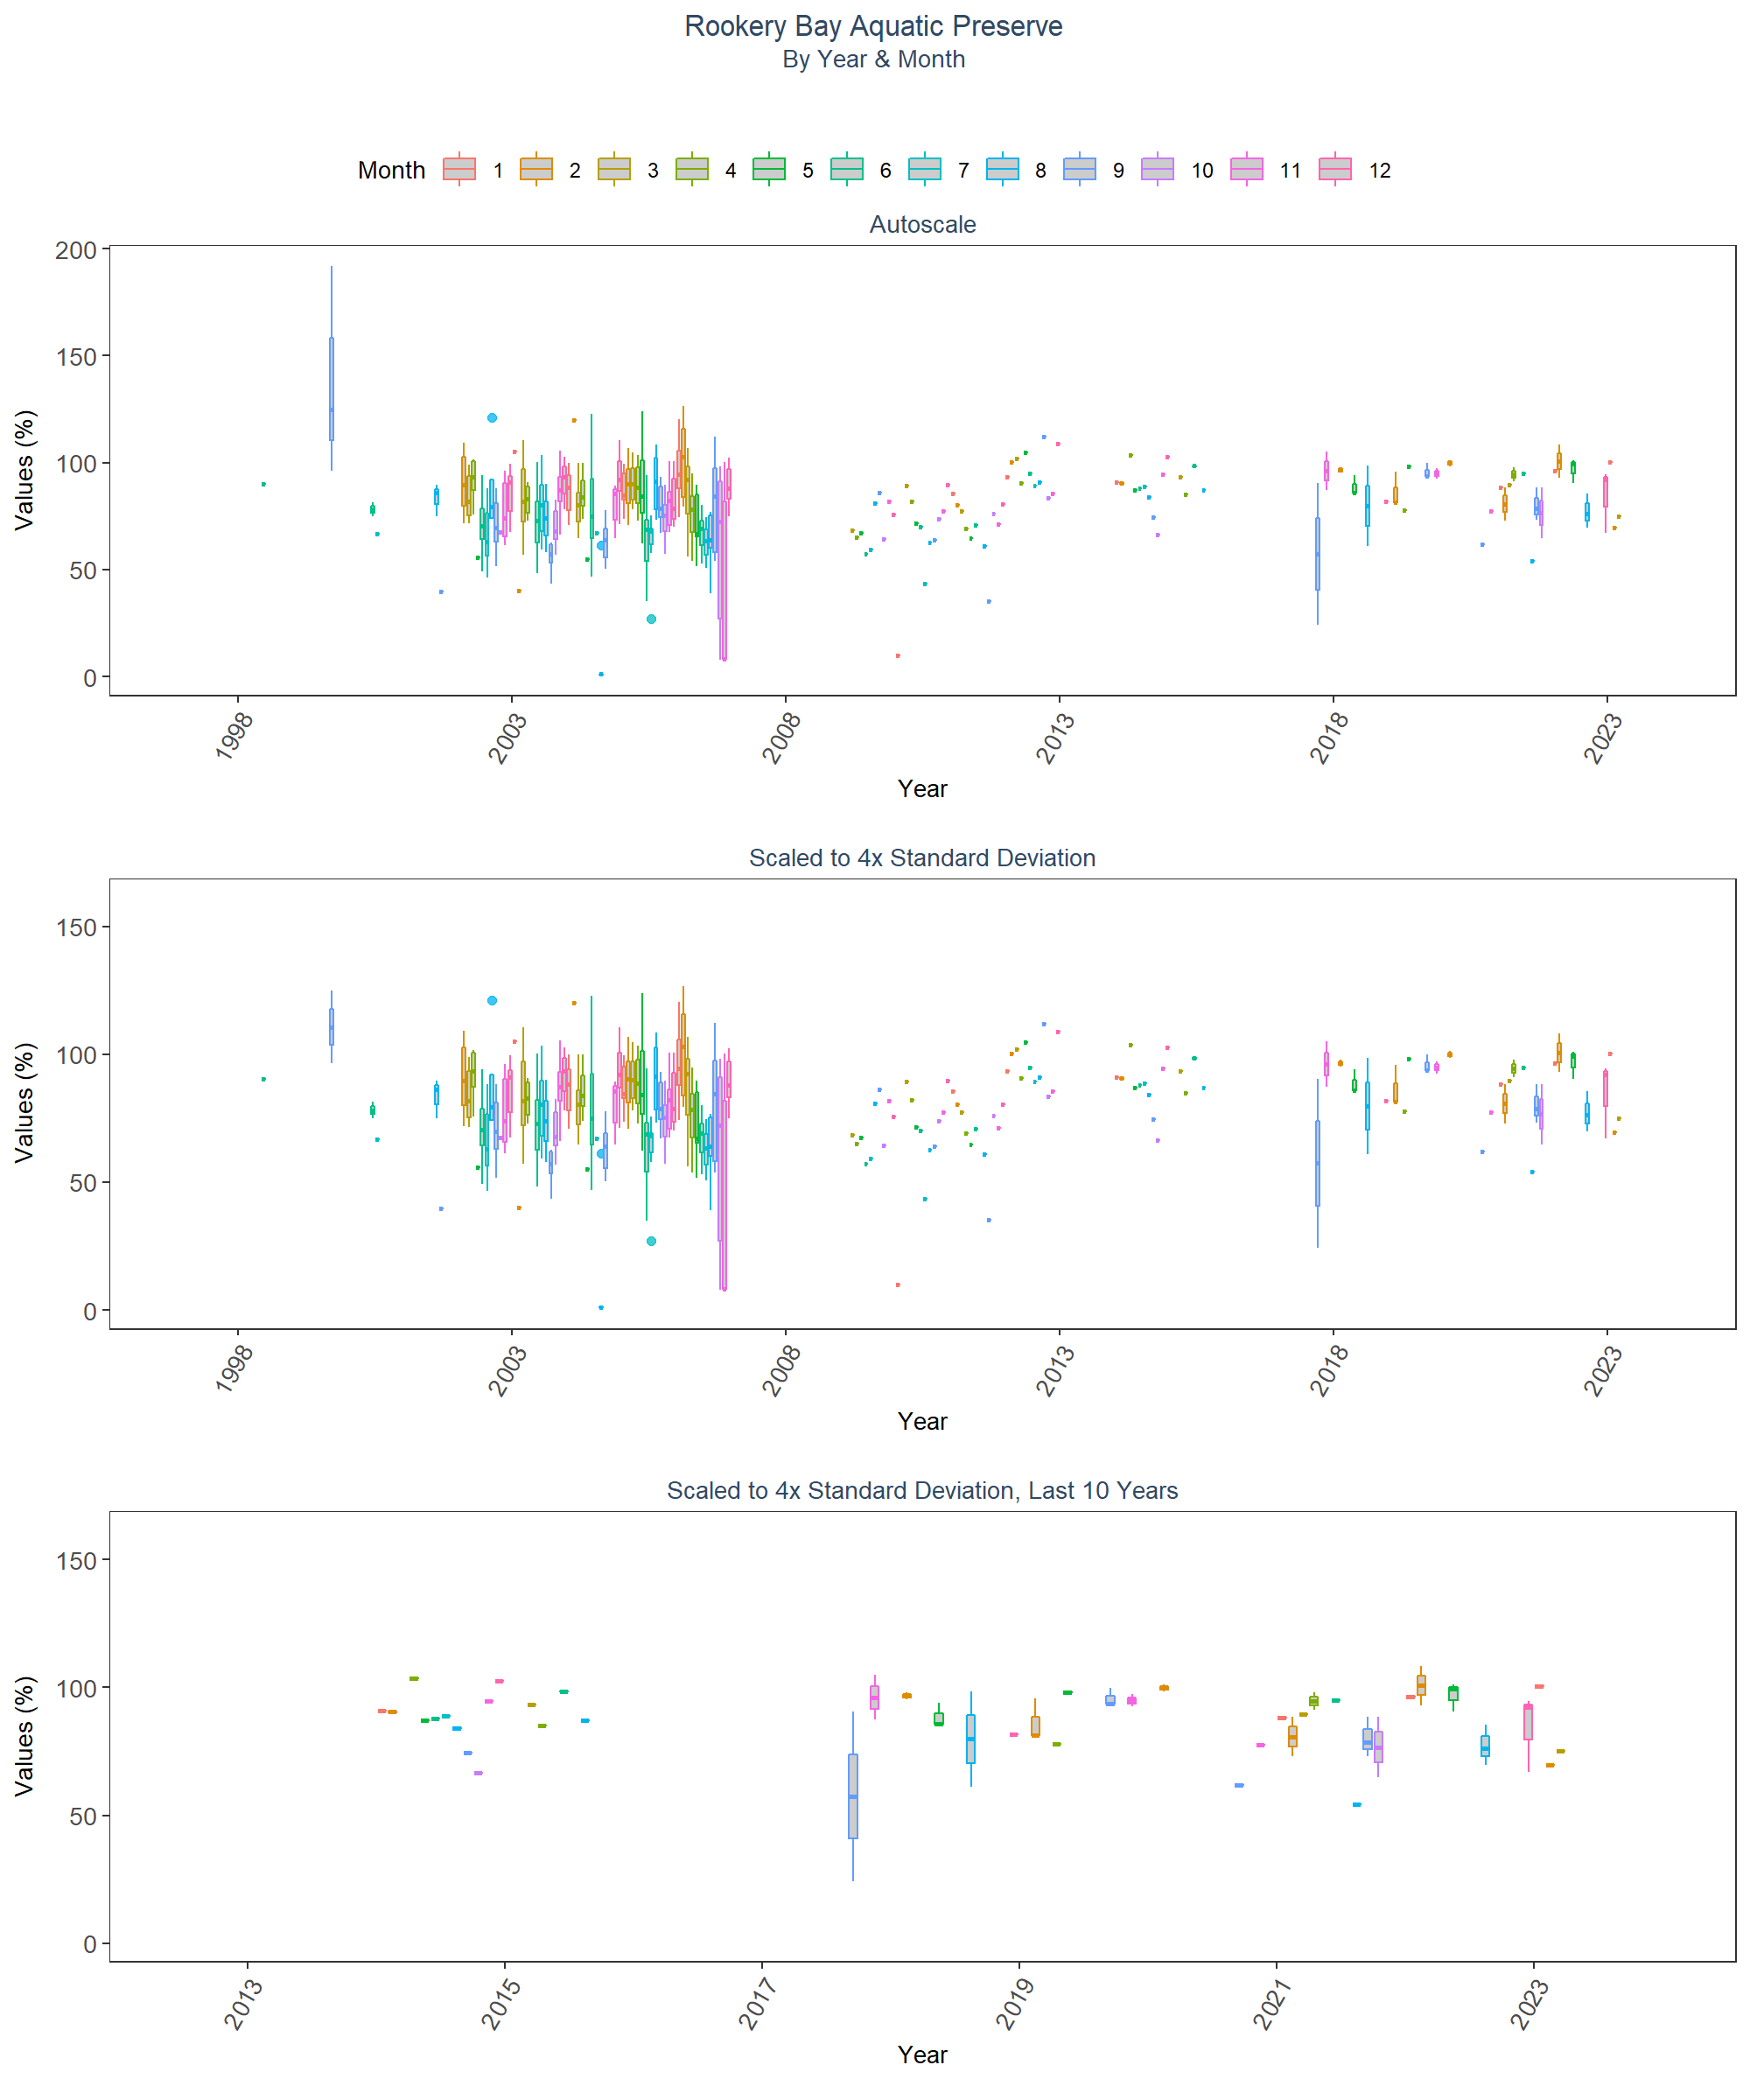 Rookery Bay Aquatic Preserve
By Year & Month
Month 1 2 3 4 5 6 7 8 9 10 11 12
Autoscale
Values (%)
200
150
100
50
0
1998 2003 2008 2013 2018 2023
Year
Scaled to 4x Standard Deviation
Values (%)
150
100
50
0
1998 2003 2008 2013 2018 2023
Year
Scaled to 4x Standard Deviation, Last 10 Years
Values (%)
150
100
50
0
2013 2015 2017 2019 2021 2023
Year